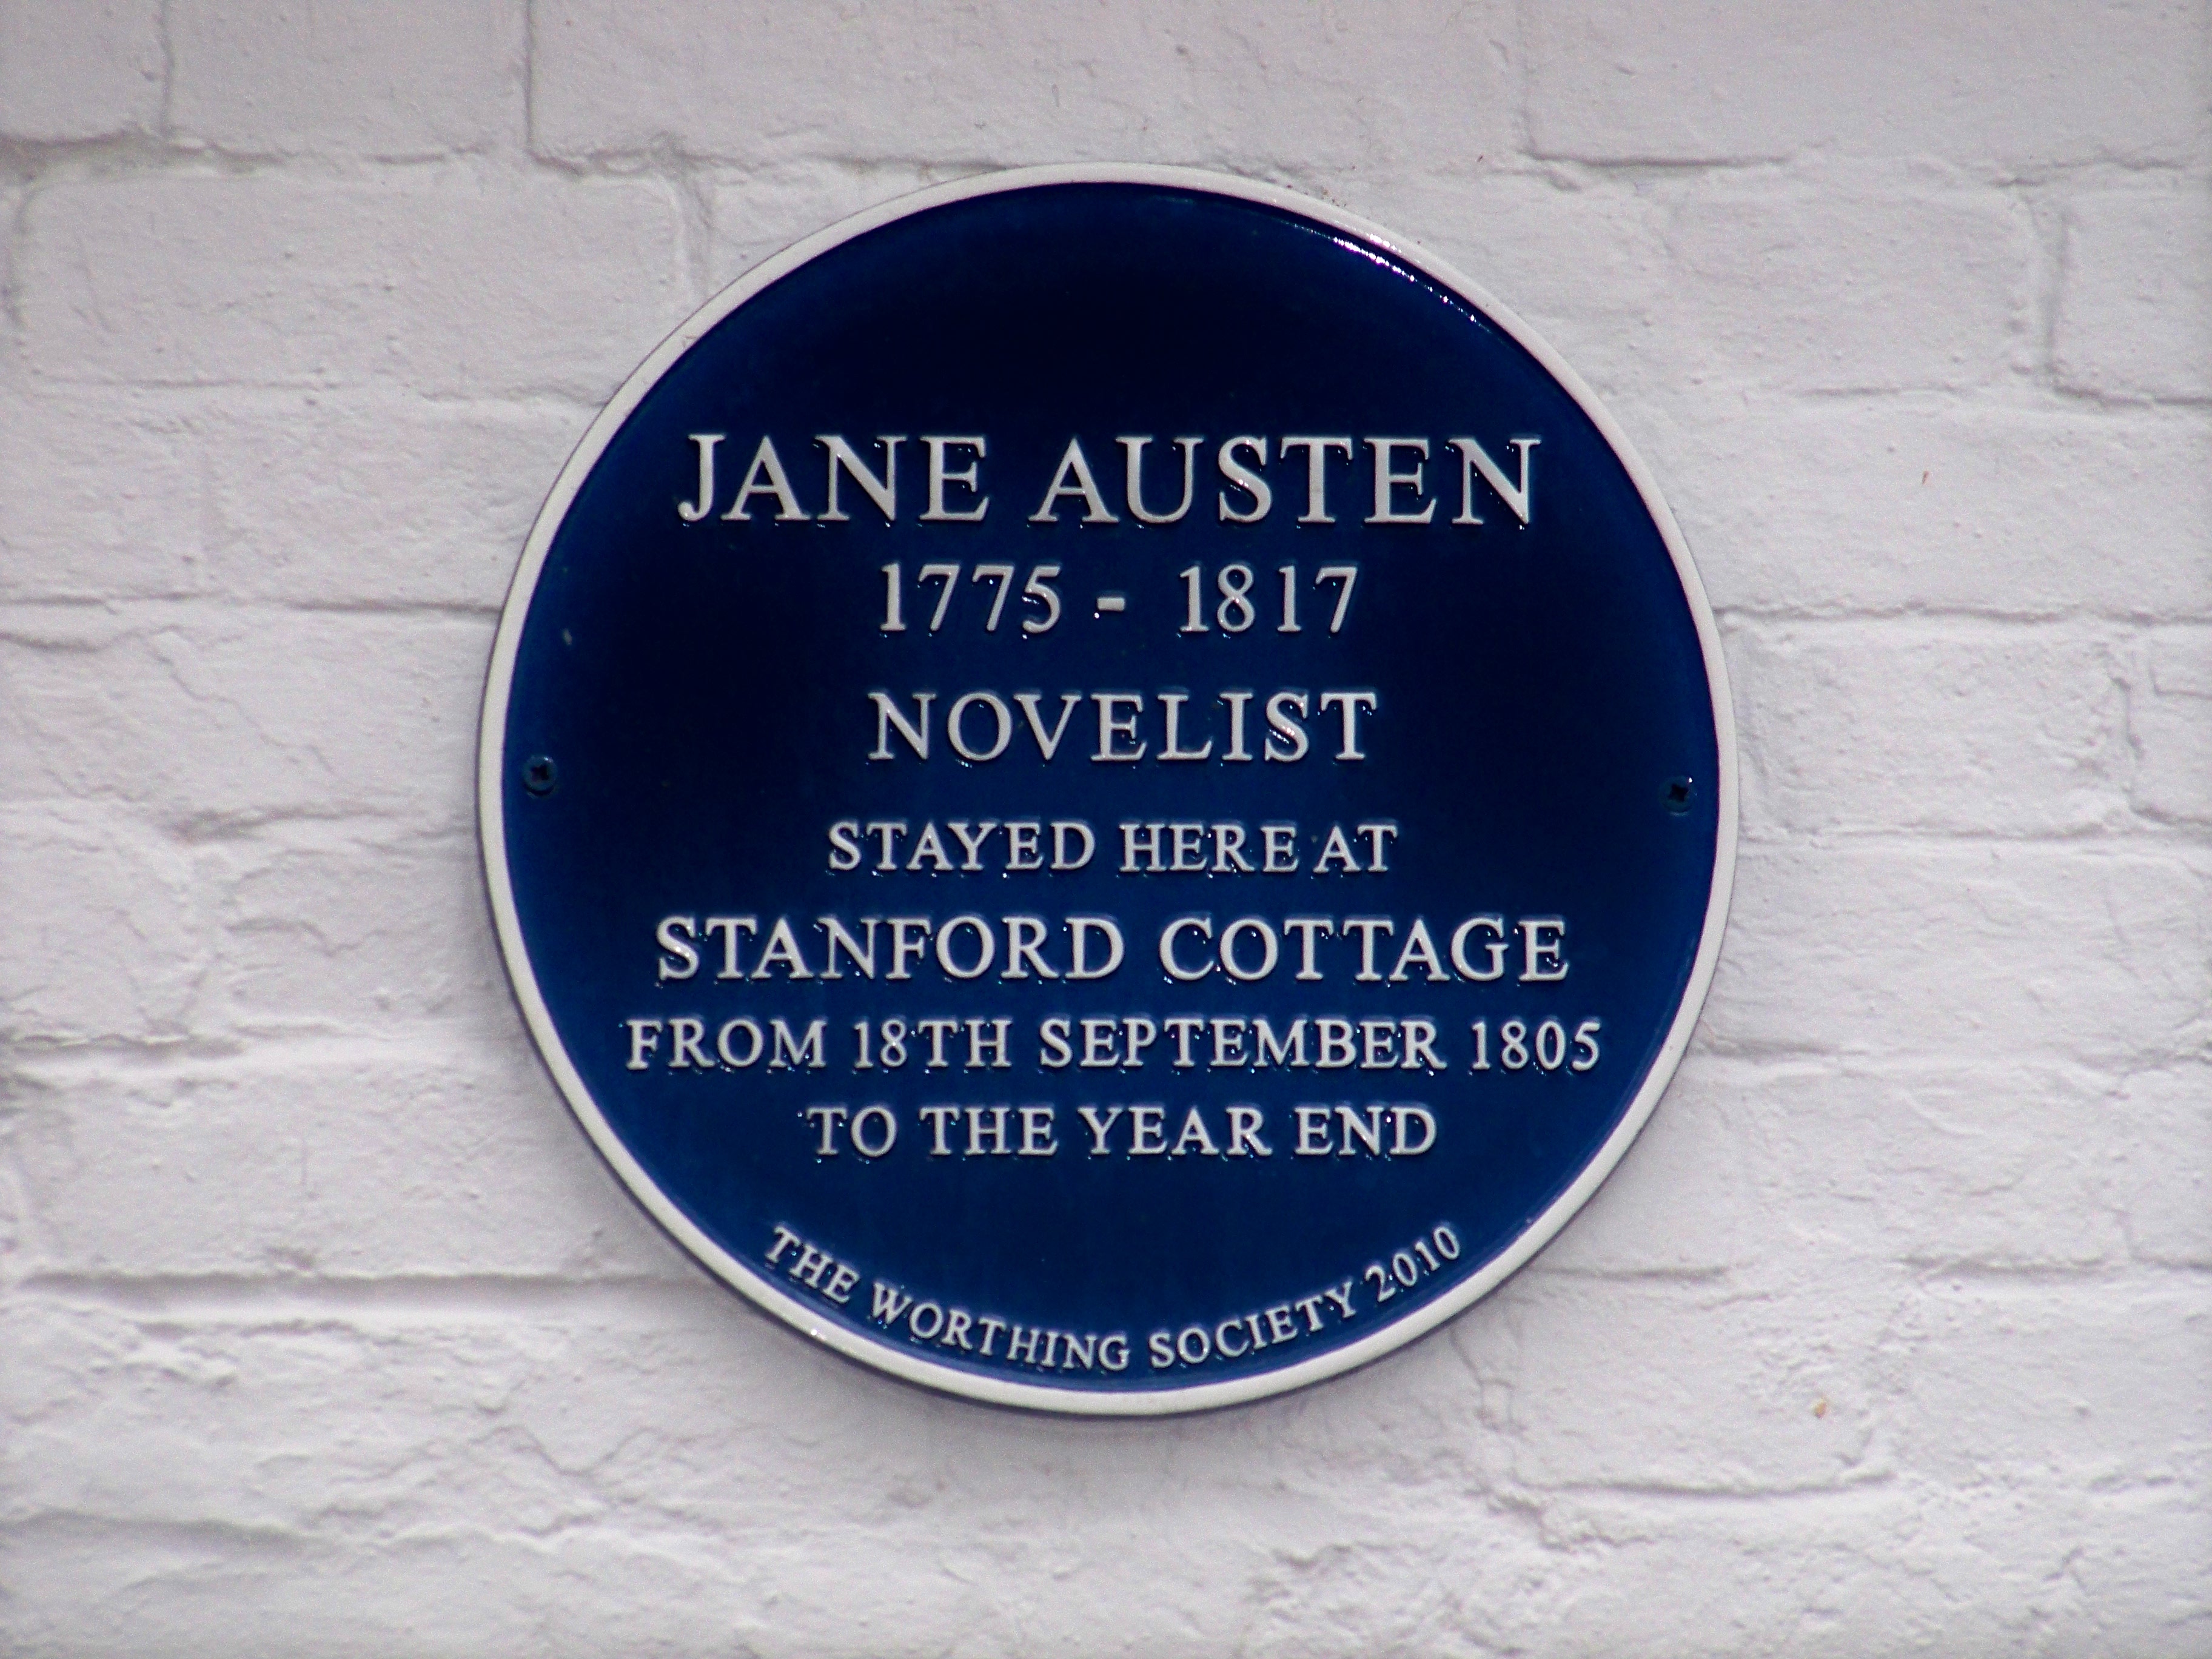 JANE AUSTEN
1775 - 1817
NOVELIST
STAYED HERE AT
STANFORD COTTAGE
FROM 18TH SEPTEMBER 1805
TO THE YEAR END
THE WORTHING SOCIETY 2010